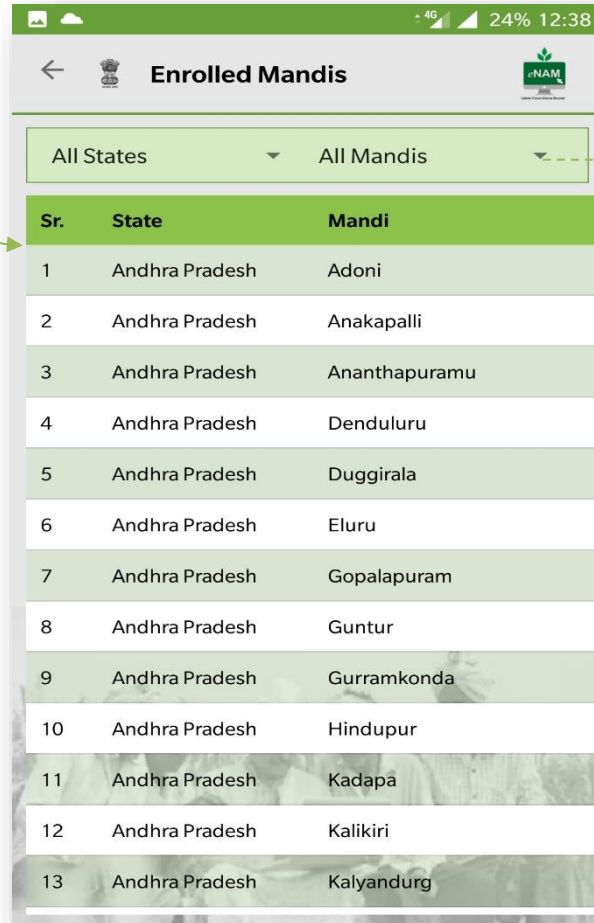 4G 24% 12:38
Enrolled Mandis
eNAM
All States All Mandis
Sr. State Mandi
1 Andhra Pradesh Adoni
2 Andhra Pradesh Anakapalli
3 Andhra Pradesh Ananthapuramu
4 Andhra Pradesh Denduluru
5 Andhra Pradesh Duggirala
6 Andhra Pradesh Eluru
7 Andhra Pradesh Gopalapuram
8 Andhra Pradesh Guntur
9 Andhra Pradesh Gurramkonda
10 Andhra Pradesh Hindupur
11 Andhra Pradesh Kadapa
12 Andhra Pradesh Kalikiri
13 Andhra Pradesh Kalyandurg